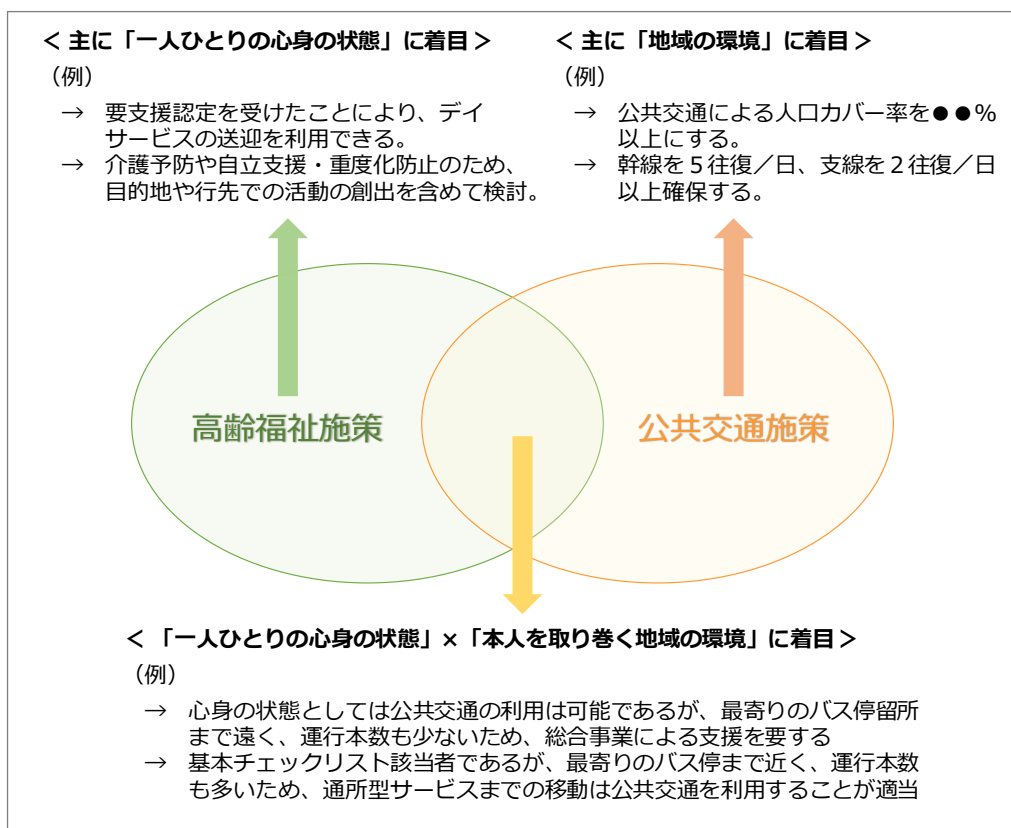 < 主に「一人ひとりの心身の状態」に着目 >
（例）
→ 要支援認定を受けたことにより、デイ
サービスの送迎を利用できる。
→ 介護予防や自立支援・重度化防止のため、
目的地や行先での活動の創出を含めて検討。
< 主に「地域の環境」に着目 >
（例）
→ 公共交通による人口カバー率を●●%
以上にする。
→ 幹線を５往復／日、支線を２往復／日
以上確保する。
高齢福祉施策
公共交通施策
< 「一人ひとりの心身の状態」×「本人を取り巻く地域の環境」に着目 >
（例）
→ 心身の状態としては公共交通の利用は可能であるが、最寄りのバス停留所
まで遠く、運行本数も少ないため、総合事業による支援を要する
→ 基本チェックリスト該当者であるが、最寄りのバス停まで近く、運行本数
も多いため、通所型サービスまでの移動は公共交通を利用することが適当